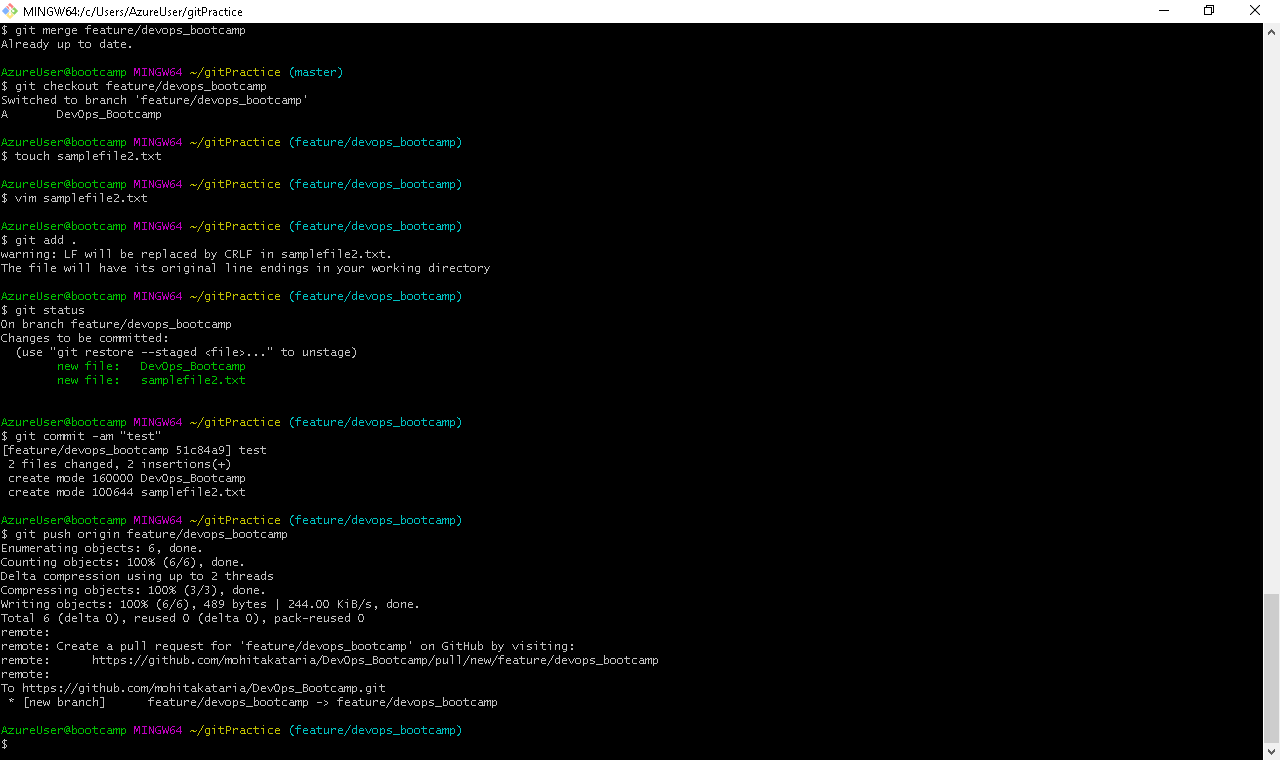 MINGW64:/c/Users/AzureUser/gitPractice
$ git merge feature/devops_bootcamp
Already up to date.
AzureUser@bootcamp MINGW64 ~/gitPractice (master)
$ git checkout feature/devops_bootcamp
Switched to branch 'feature/devops_bootcamp'
A       DevOps_Bootcamp
AzureUser@bootcamp MINGW64 ~/gitPractice (feature/devops_bootcamp)
$ touch samplefile2.txt
AzureUser@bootcamp MINGW64 ~/gitPractice (feature/devops_bootcamp)
$ vim samplefile2.txt
AzureUser@bootcamp MINGW64 ~/gitPractice (feature/devops_bootcamp)
$ git add .
warning: LF will be replaced by CRLF in samplefile2.txt.
The file will have its original line endings in your working directory
AzureUser@bootcamp MINGW64 ~/gitPractice (feature/devops_bootcamp)
$ git status
On branch feature/devops_bootcamp
Changes to be committed:
  (use "git restore --staged <file>..." to unstage)
        new file:   DevOps_Bootcamp
        new file:   samplefile2.txt
AzureUser@bootcamp MINGW64 ~/gitPractice (feature/devops_bootcamp)
$ git commit -am "test"
[feature/devops_bootcamp 51c84a9] test
 2 files changed, 2 insertions(+)
 create mode 160000 DevOps_Bootcamp
 create mode 100644 samplefile2.txt
AzureUser@bootcamp MINGW64 ~/gitPractice (feature/devops_bootcamp)
$ git push origin feature/devops_bootcamp
Enumerating objects: 6, done.
Counting objects: 100% (6/6), done.
Delta compression using up to 2 threads
Compressing objects: 100% (3/3), done.
Writing objects: 100% (6/6), 489 bytes | 244.00 KiB/s, done.
Total 6 (delta 0), reused 0 (delta 0), pack-reused 0
remote:
remote: Create a pull request for 'feature/devops_bootcamp' on GitHub by visiting:
remote:      https://github.com/mohitakataria/DevOps_Bootcamp/pull/new/feature/devops_bootcamp
remote:
To https://github.com/mohitakataria/DevOps_Bootcamp.git
 * [new branch]      feature/devops_bootcamp -> feature/devops_bootcamp
AzureUser@bootcamp MINGW64 ~/gitPractice (feature/devops_bootcamp)
$